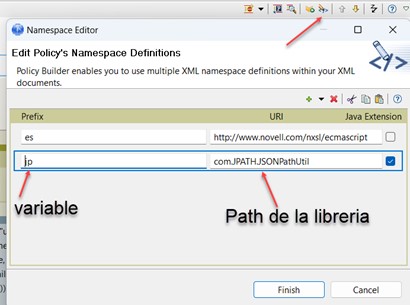 Namespace Editor
Edit Policy's Namespace Definitions
Policy Builder enables you to use multiple XML namespace definitions within your XML
documents.
Prefix URI Java Extension
es http://www.novell.com/nxsl/ecmascript
jp com.JPATH.JSONPathUtil
variable
Path de la libreria
Finish Cancel